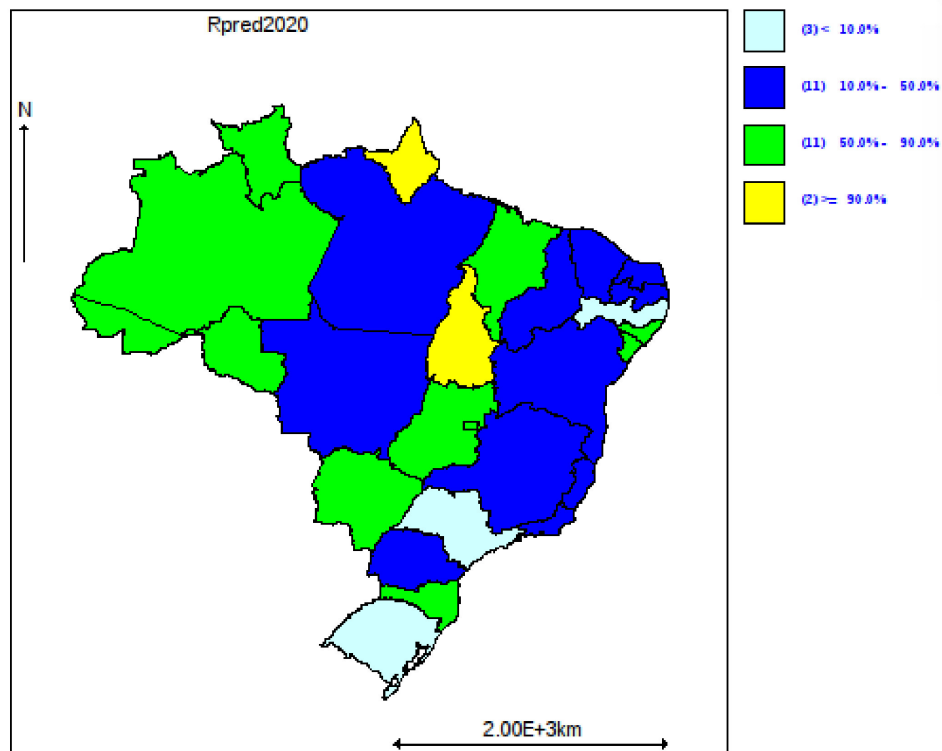 Rpred2020
(3) < 10.0%
(11) 10.0% - 50.0%
(11) 50.0% - 90.0%
(2) >= 90.0%
N
2.00E+3km